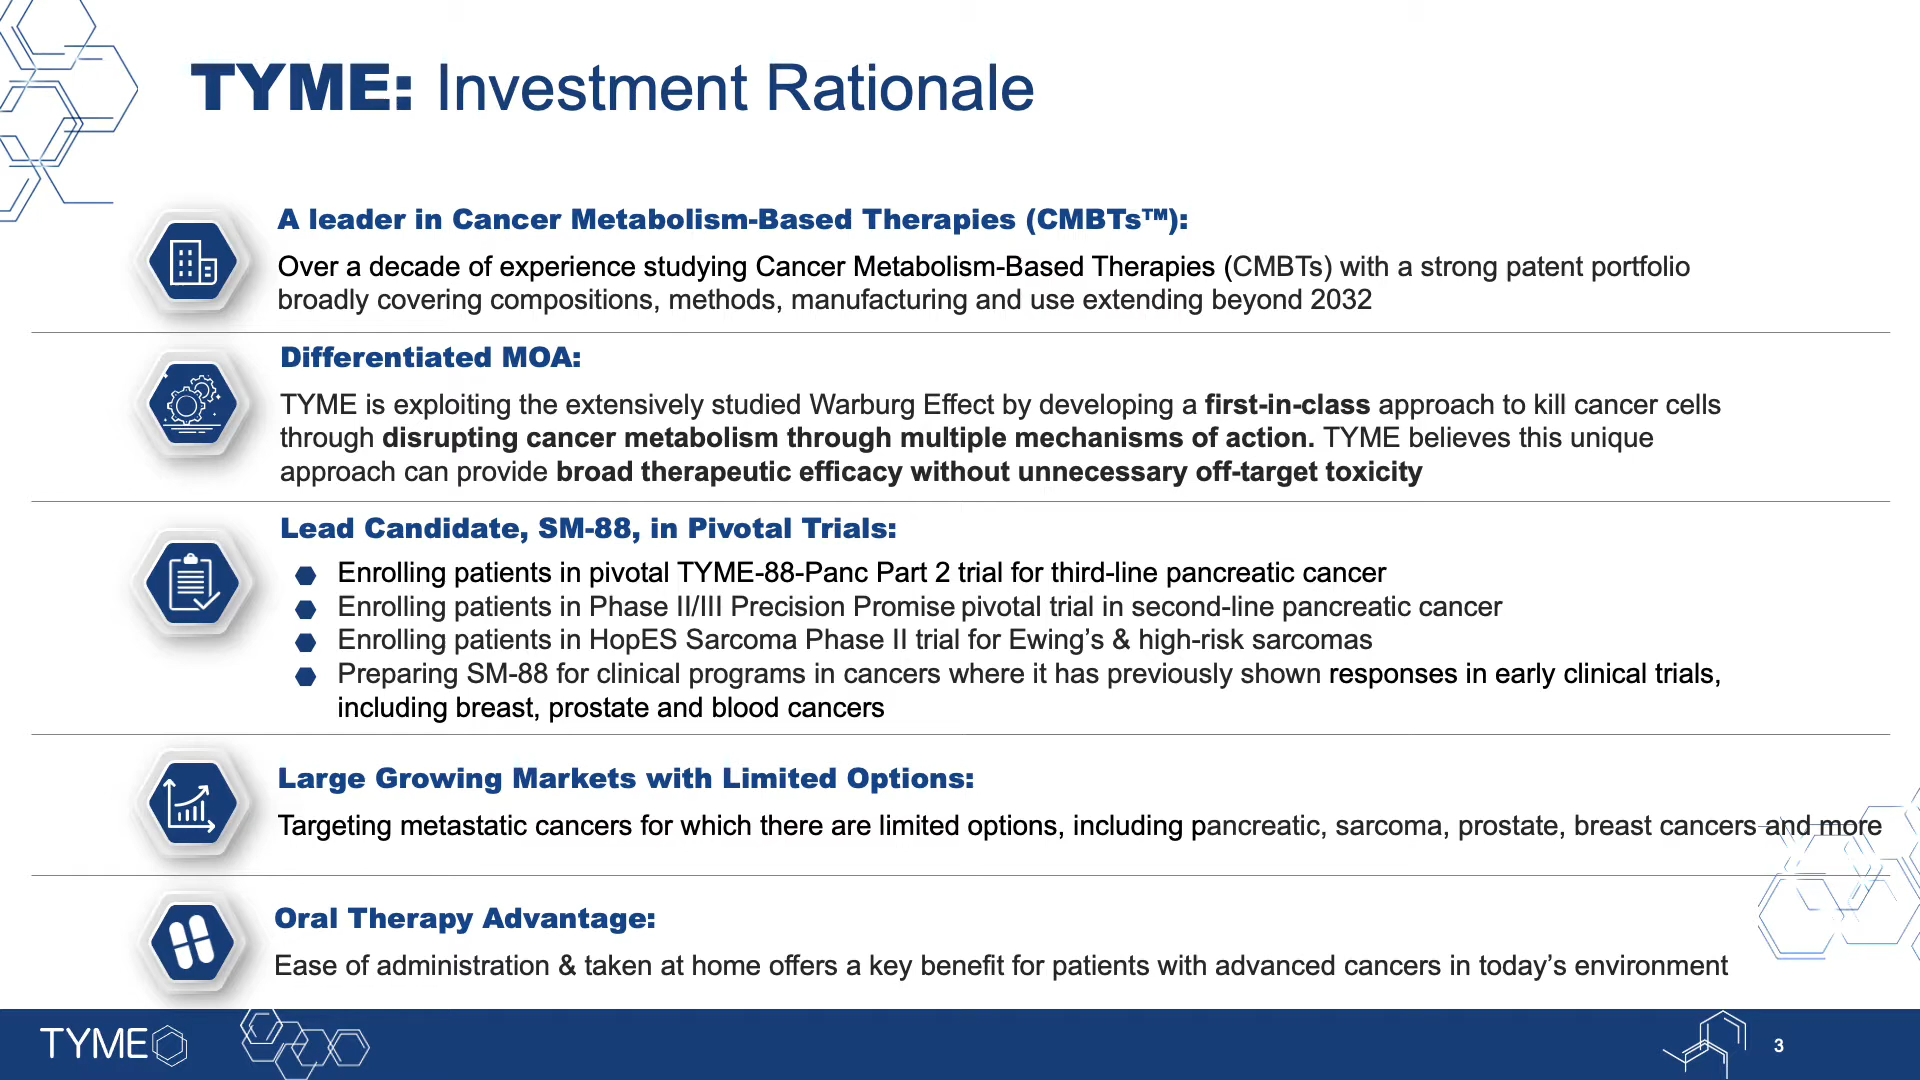 TYME: Investment Rationale
A leader in Cancer Metabolism-Based Therapies (CMBTs™):
Over a decade of experience studying Cancer Metabolism-Based Therapies (CMBTs) with a strong patent portfolio
broadly covering compositions, methods, manufacturing and use extending beyond 2032
Differentiated MOA:
TYME is exploiting the extensively studied Warburg Effect by developing a first-in-class approach to kill cancer cells
through disrupting cancer metabolism through multiple mechanisms of action. TYME believes this unique
approach can provide broad therapeutic efficacy without unnecessary off-target toxicity
Lead Candidate, SM-88, in Pivotal Trials:
Enrolling patients in pivotal TYME-88-Panc Part 2 trial for third-line pancreatic cancer
Enrolling patients in Phase II/III Precision Promise pivotal trial in second-line pancreatic cancer
Enrolling patients in HopES Sarcoma Phase II trial for Ewing’s & high-risk sarcomas
Preparing SM-88 for clinical programs in cancers where it has previously shown responses in early clinical trials,
including breast, prostate and blood cancers
Large Growing Markets with Limited Options:
Targeting metastatic cancers for which there are limited options, including pancreatic, sarcoma, prostate, breast cancers and more
Oral Therapy Advantage:
Ease of administration & taken at home offers a key benefit for patients with advanced cancers in today’s environment
TYME
3